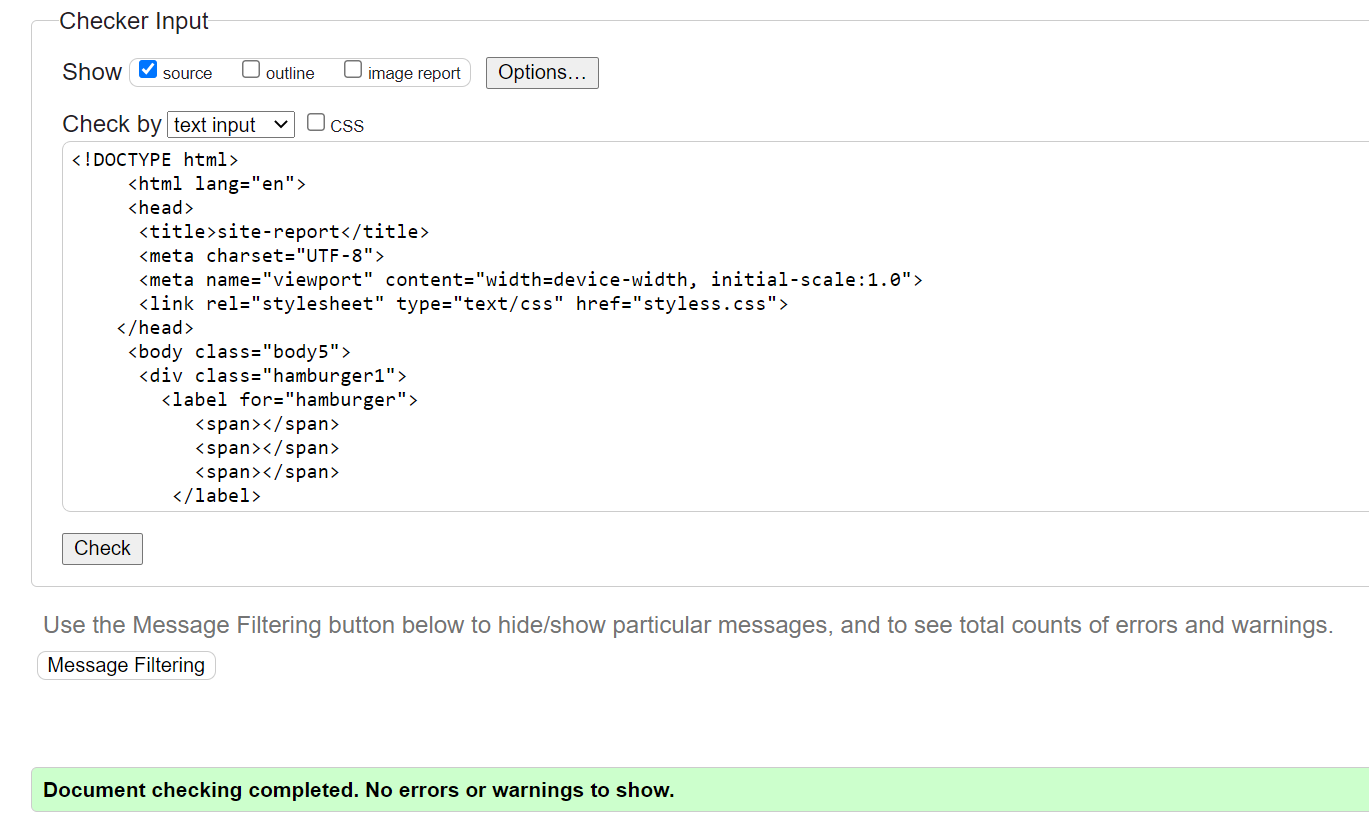 Checker Input
Show source outline image report Options...
Check by text input CSS
<!DOCTYPE html>
<html lang="en">
<head>
<title>site-report</title>
<meta charset="UTF-8">
<meta name="viewport" content="width=device-width, initial-scale:1.0">
<link rel="stylesheet" type="text/css" href="styless.css">
</head>
<body class="body5">
<div class="hamburger1">
<label for="hamburger">
<span></span>
<span></span>
<span></span>
</label>
Check
Use the Message Filtering button below to hide/show particular messages, and to see total counts of errors and warnings.
Message Filtering
Document checking completed. No errors or warnings to show.